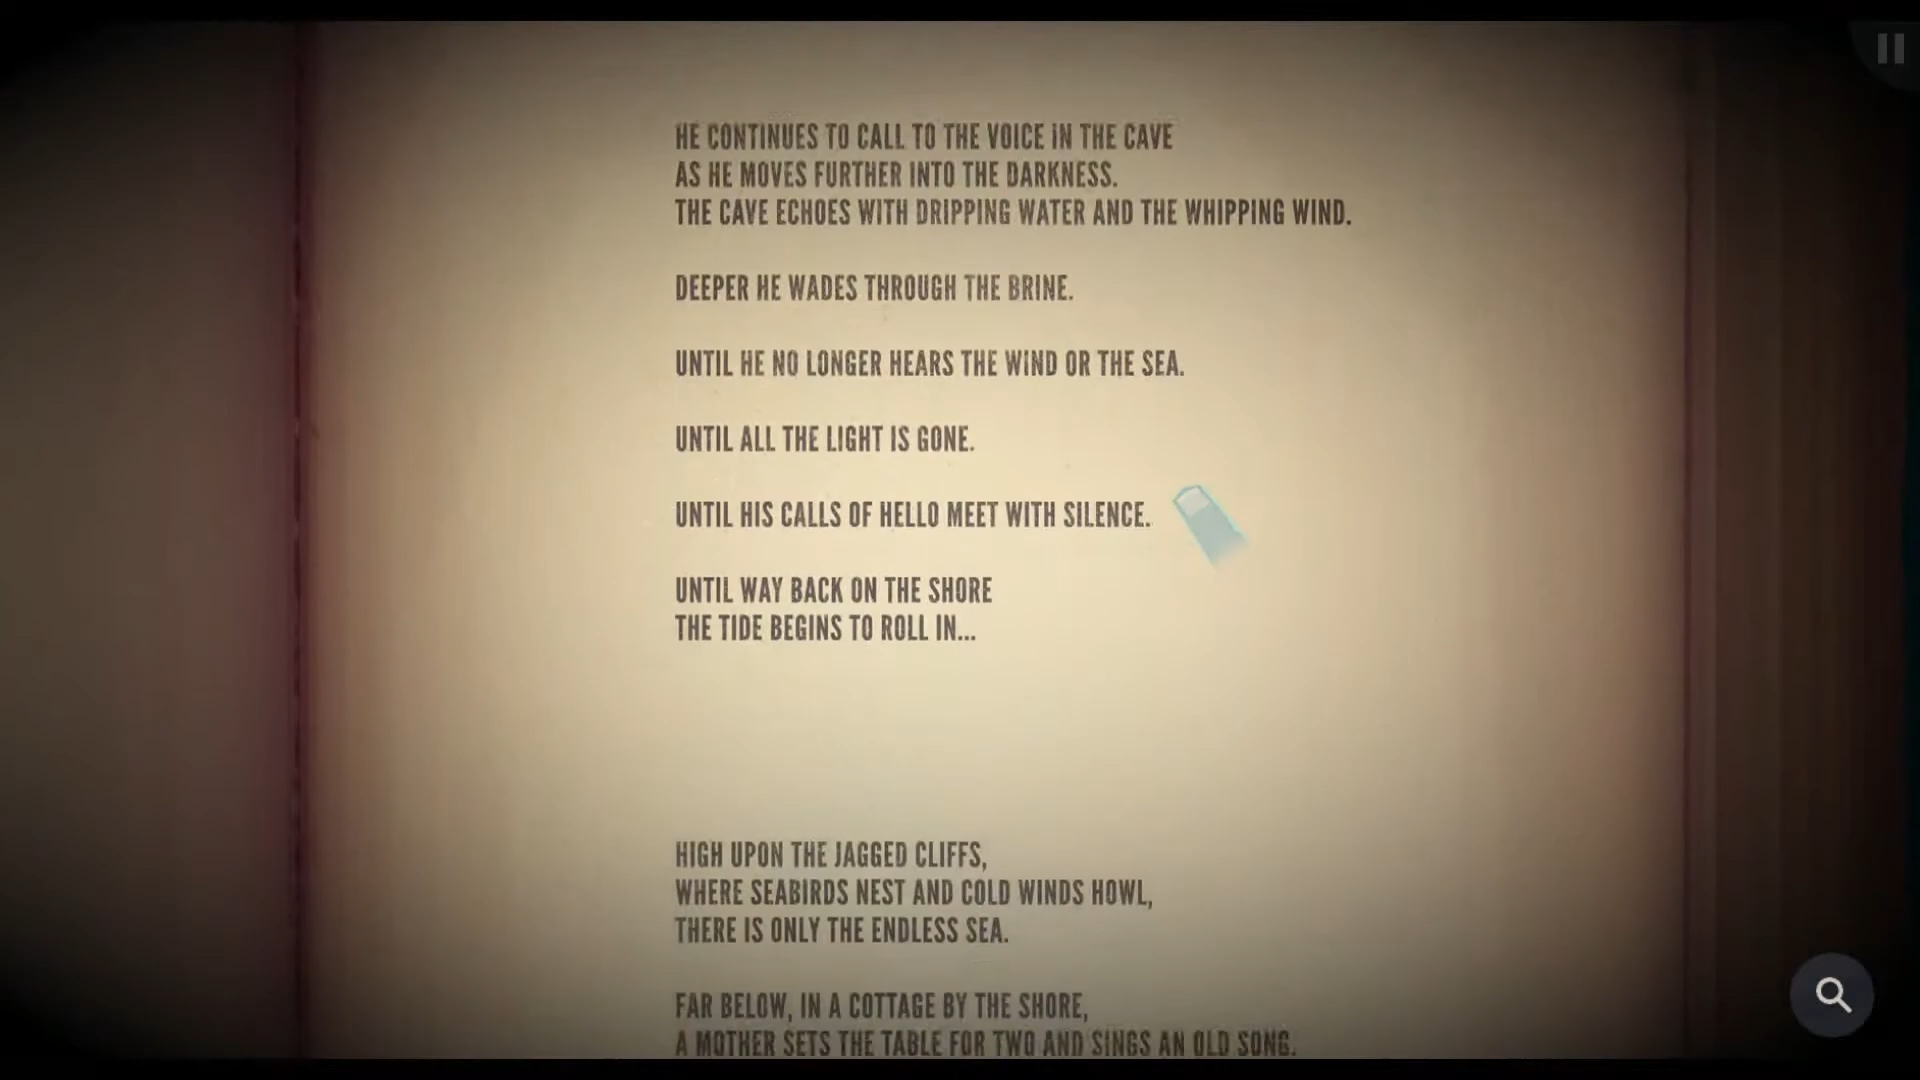 HE CONTINUES TO CALL TO THE VOICE IN THE CAVE
AS HE MOVES FURTHER INTO THE DARKNESS.
THE CAVE ECHOES WITH DRIPPING WATER AND THE WHIPPING WIND.
DEEPER HE WADES THROUGH THE BRINE.
UNTIL HE NO LONGER HEARS THE WIND OR THE SEA.
UNTIL ALL THE LIGHT IS GONE.
UNTIL HIS CALLS OF HELLO MEET WITH SILENCE.
UNTIL WAY BACK ON THE SHORE
THE TIDE BEGINS TO ROLL IN...
HIGH UPON THE JAGGED CLIFFS,
WHERE SEABIRDS NEST AND COLD WINDS HOWL,
THERE IS ONLY THE ENDLESS SEA.
FAR BELOW, IN A COTTAGE BY THE SHORE,
A MOTHER SETS THE TABLE FOR TWO AND SINGS AN OLD SONG.